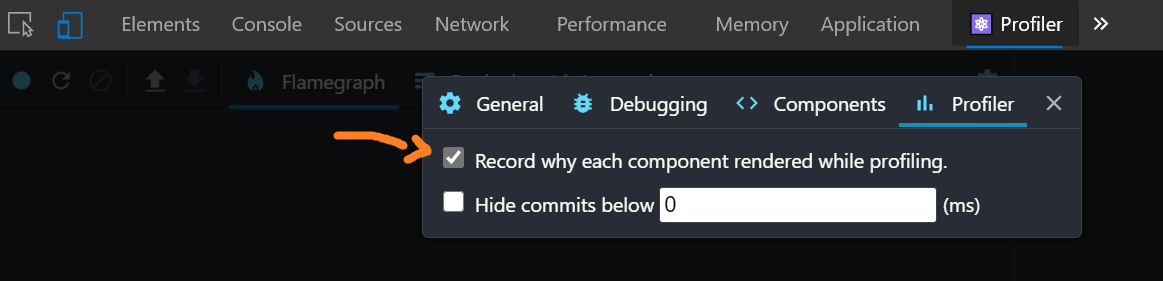 Elements Console Sources Network Performance Memory Application Profiler »
Flamegraph
General Debugging Components Profiler
Record why each component rendered while profiling.
Hide commits below 0 (ms)